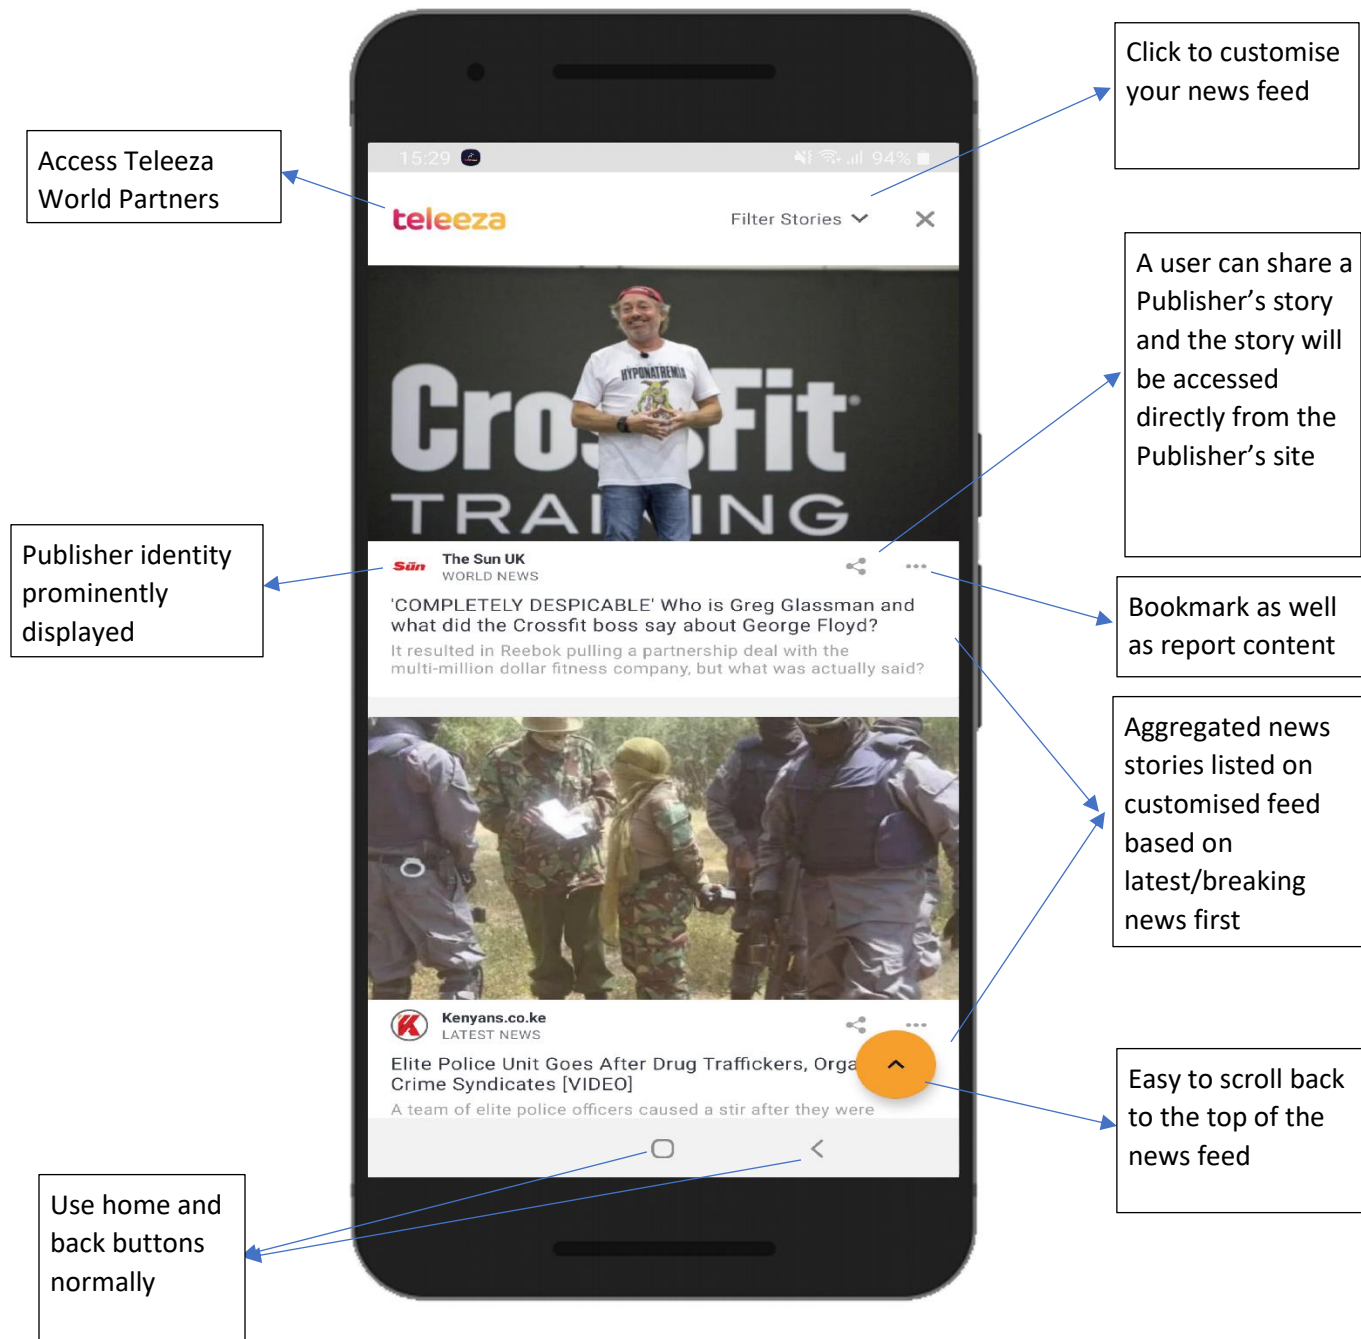 Click to customise
your news feed
Access Teleeza
World Partners
15:29
94%
teleeza
Filter Stories
A user can share a
Publisher’s story
and the story will
be accessed
directly from the
Publisher’s site
HYPONATREMIA
CrossFit
TRAINING
Publisher identity
prominently
displayed
Sün
The Sun UK
WORLD NEWS
'COMPLETELY DESPICABLE' Who is Greg Glassman and
what did the Crossfit boss say about George Floyd?
It resulted in Reebok pulling a partnership deal with the
multi-million dollar fitness company, but what was actually said?
Bookmark as well
as report content
Aggregated news
stories listed on
customised feed
based on
latest/breaking
news first
K
Kenyans.co.ke
LATEST NEWS
Elite Police Unit Goes After Drug Traffickers, Orga
Crime Syndicates [VIDEO]
A team of elite police officers caused a stir after they were
Easy to scroll back
to the top of the
news feed
Use home and
back buttons
normally